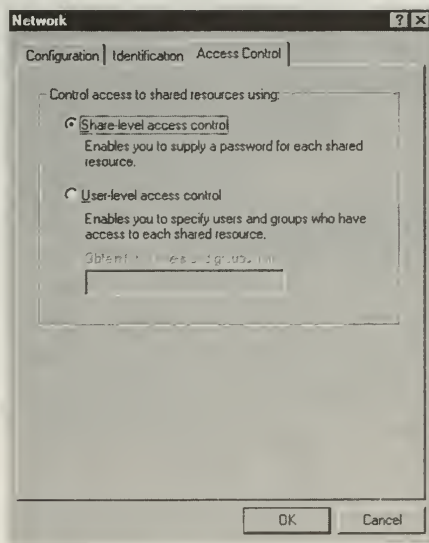 Network
Configuration
Identification
Access Control
Control access to shared resources using:
Share-level access control
Enables you to supply a password for each shared
resource.
User-level access control
Enables you to specify users and groups who have
access to each shared resource.
OK
Cancel